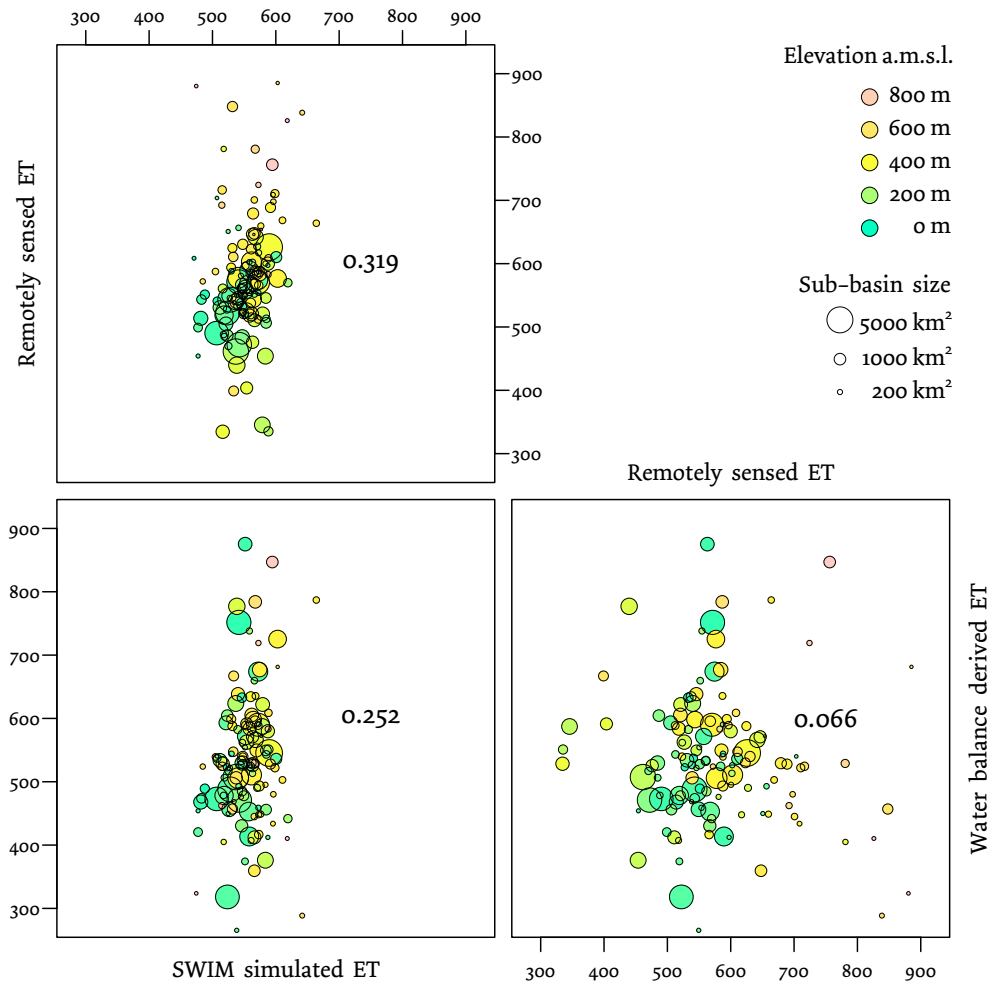 300 400 500 600 700 800 900
Elevation a.m.s.l.
800 m
600 m
400 m
200 m
0 m
Sub-basin size
5000 km²
1000 km²
200 km²
Remotely sensed ET
0.319
900
800
700
600
500
400
300
Remotely sensed ET
900
800
700
600
500
400
300
0.252
0.066
Water balance derived ET
SWIM simulated ET
300 400 500 600 700 800 900